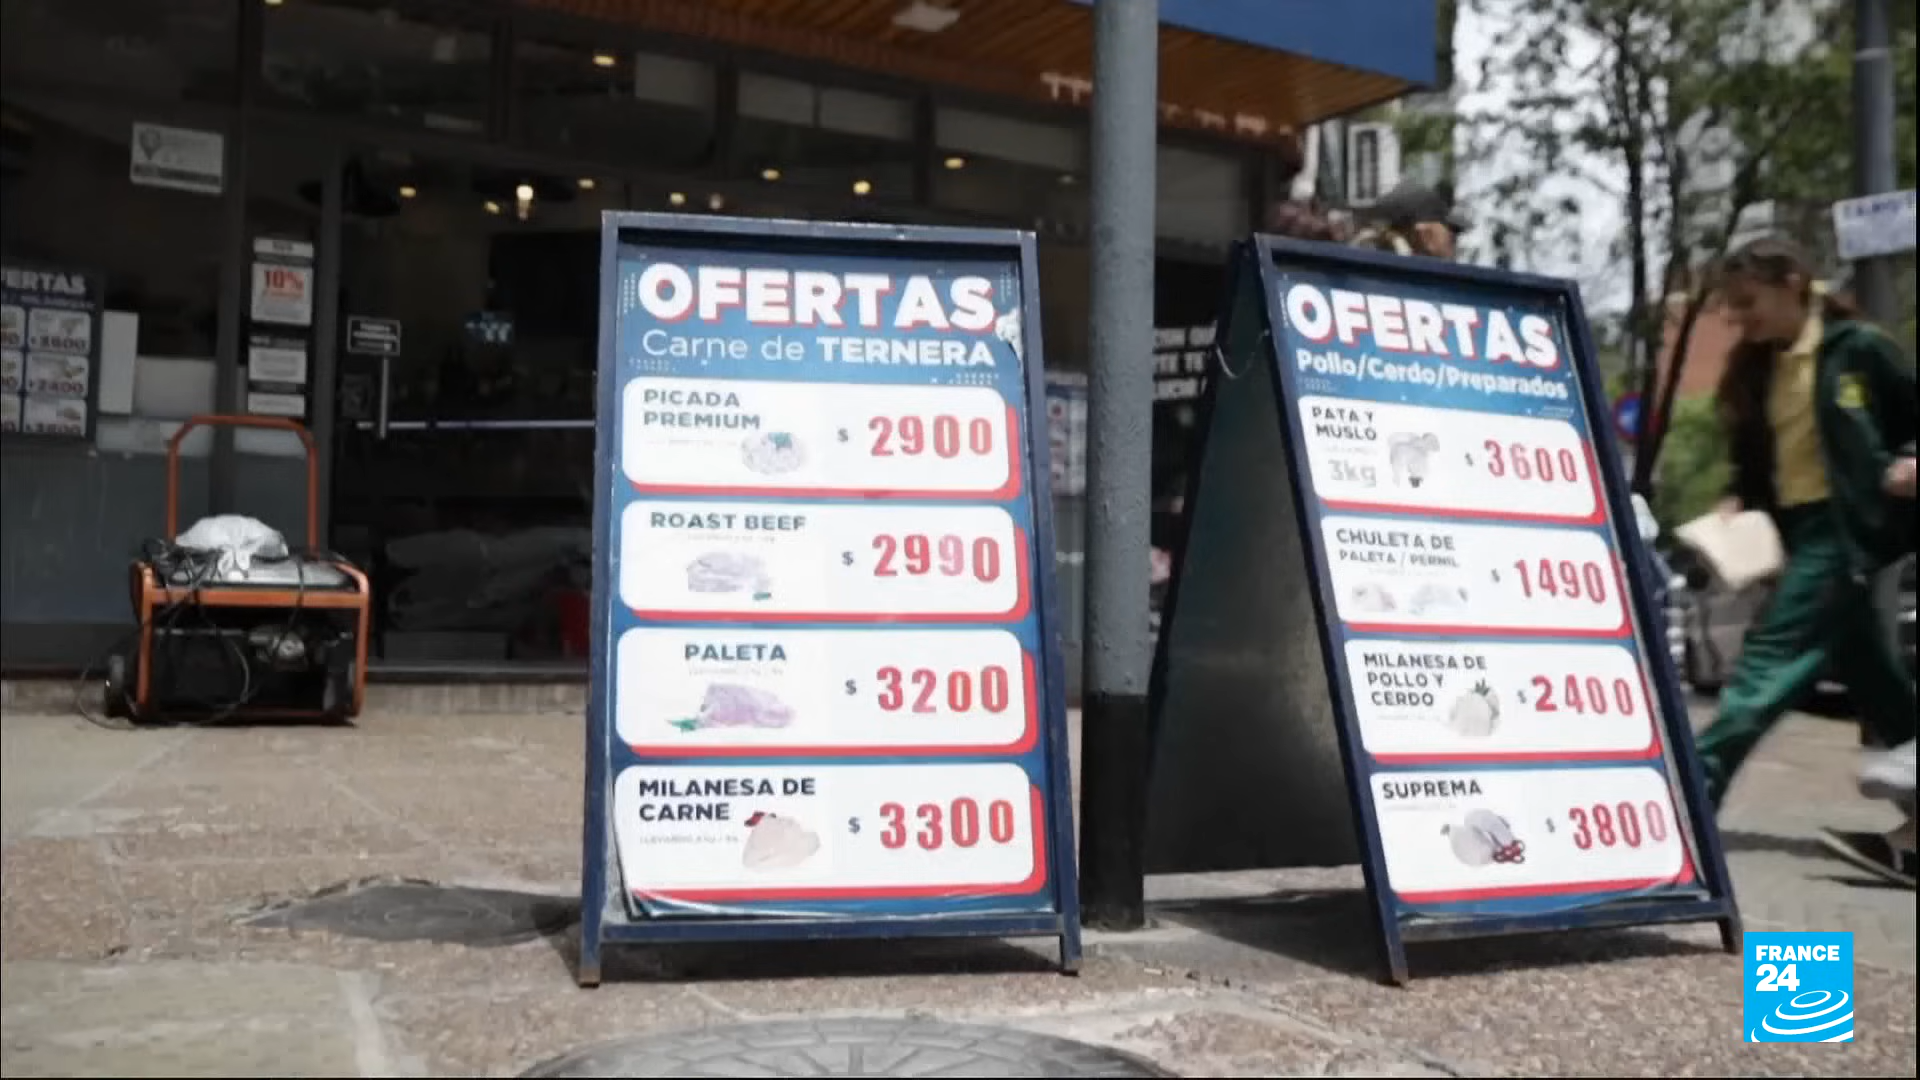 OFERTAS
Carne de TERNERA
PICADA
PREMIUM
$ 2900
ROAST BEEF
$ 2990
PALETA
$ 3200
MILANESA DE
CARNE
$ 3300
OFERTAS
Pollo/Cerdo/Preparados
PATA Y
MUSLO
3kg
$ 3600
CHULETA DE
PALETA / PERNIL
$ 1490
MILANESA DE
POLLO Y
CERDO
$ 2400
SUPREMA
$ 3800
10%
FRANCE
24